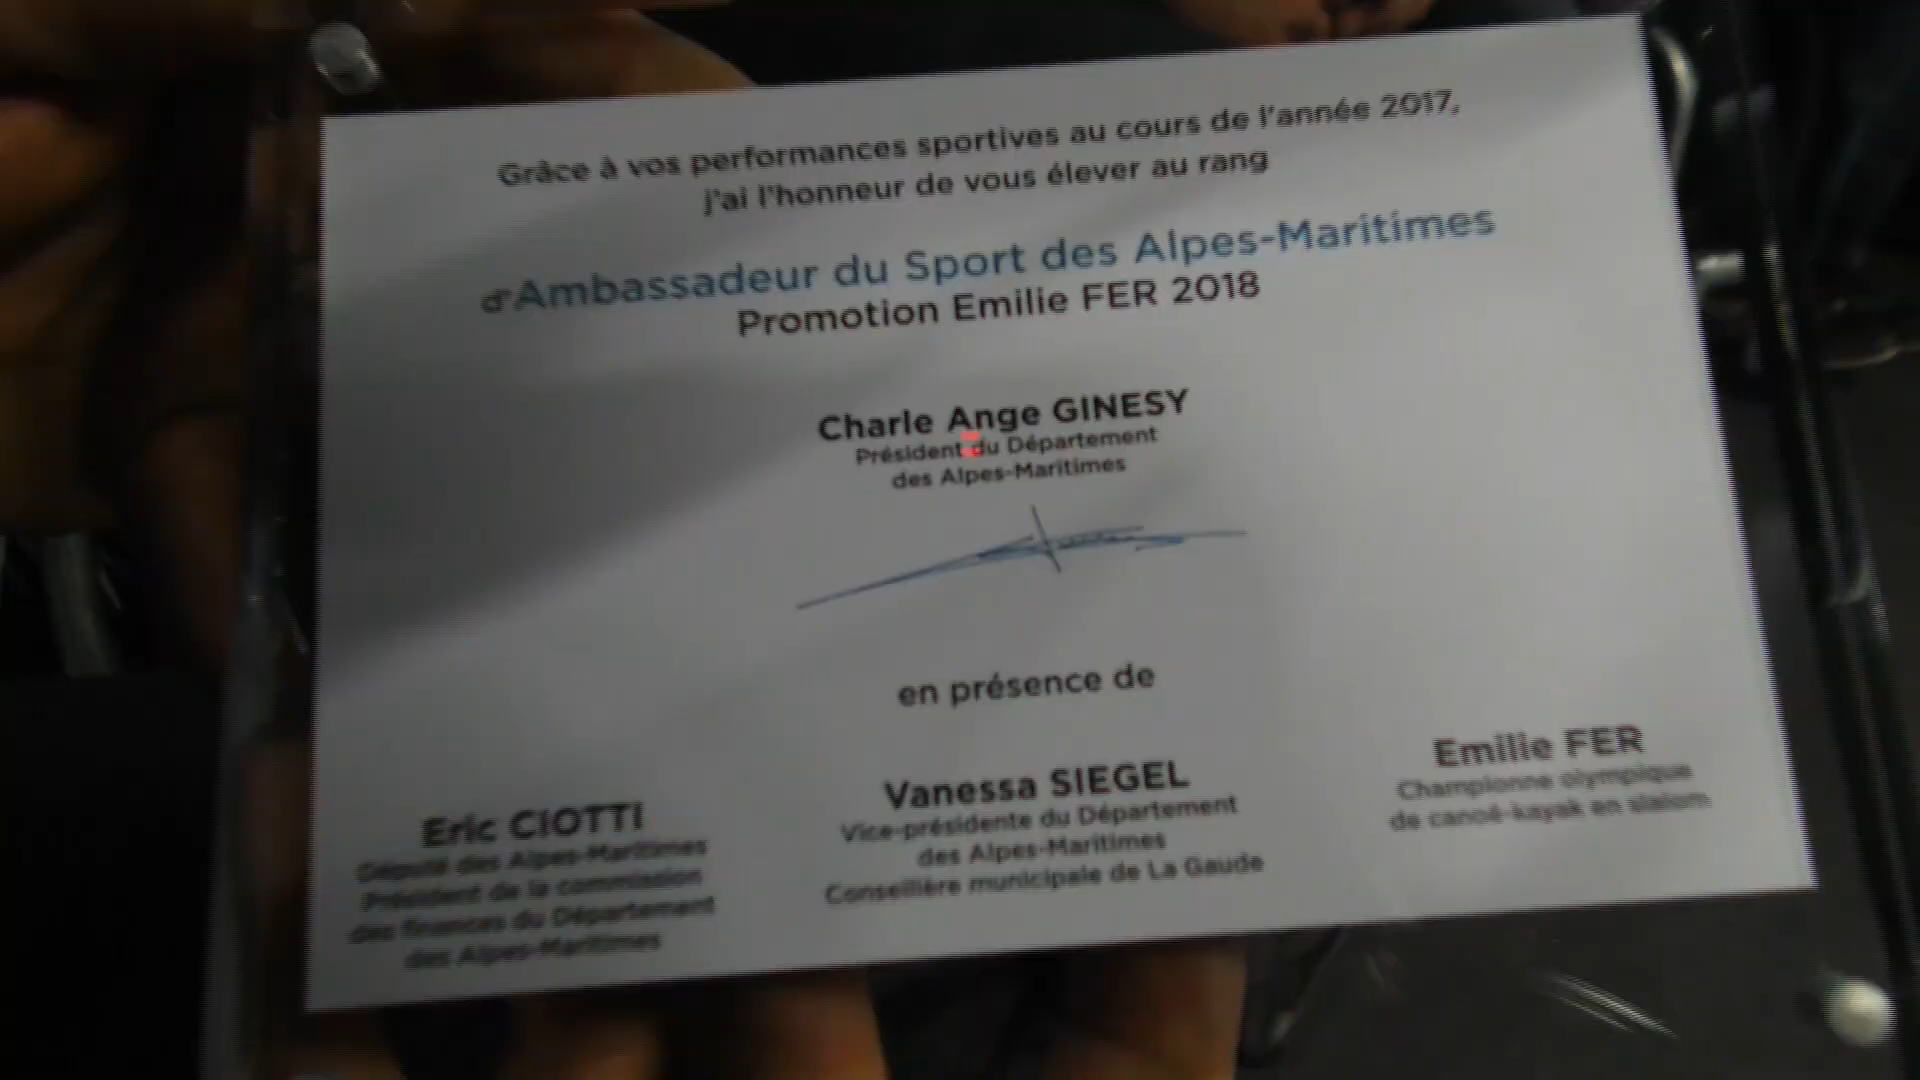 Grâce à vos performances sportives au cours de l'année 2017,
j'ai l'honneur de vous élever au rang
d'Ambassadeur du Sport des Alpes-Maritimes
Promotion Emilie FER 2018
Charle Ange GINESY
Président du Département
des Alpes-Maritimes
en présence de
Eric CIOTTI
Député des Alpes-Maritimes
Président de la commission
des finances du Département
des Alpes-Maritimes
Vanessa SIEGEL
Vice-présidente du Département
des Alpes-Maritimes
Conseillère municipale de La Gaude
Emilie FER
Championne olympique
de canoë-kayak en slalom